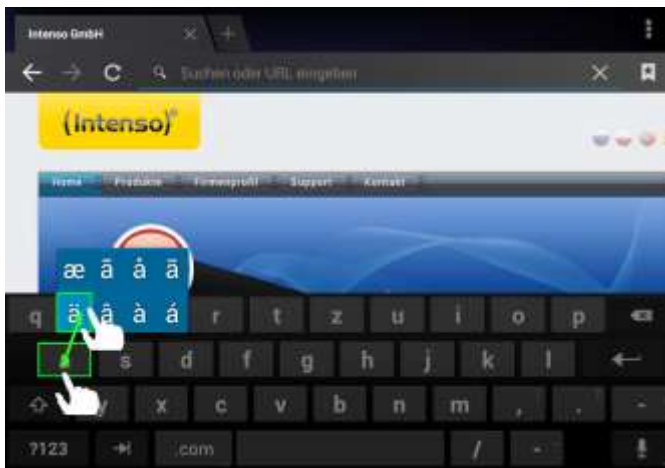 Intenso GmbH
Suchen oder URL eingeben
(Intenso)®
Home Produkte Firmenprofil Support Kontakt
æ ã å ā
ä â à á
q r t z u i o p
a s d f g h j k l
y x c v b n m , .
?123 .com / -